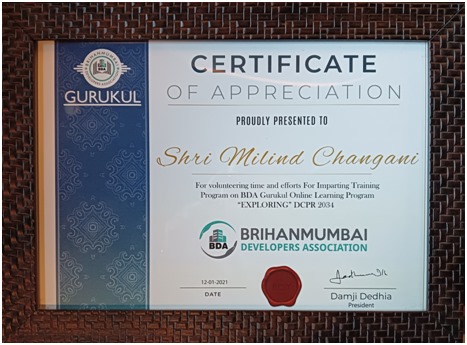 BRIHANMUMBAI
BDA
GURUKUL
CERTIFICATE
OF APPRECIATION
PROUDLY PRESENTED TO
Shri Milind Changani
For volunteering time and efforts For Imparting Training
Program on BDA Gurukul Online Learning Program
"EXPLORING" DCPR 2034
BDA
BRIHANMUMBAI
DEVELOPERS ASSOCIATION
12-01-2021
DATE
Damji Dedhia
President